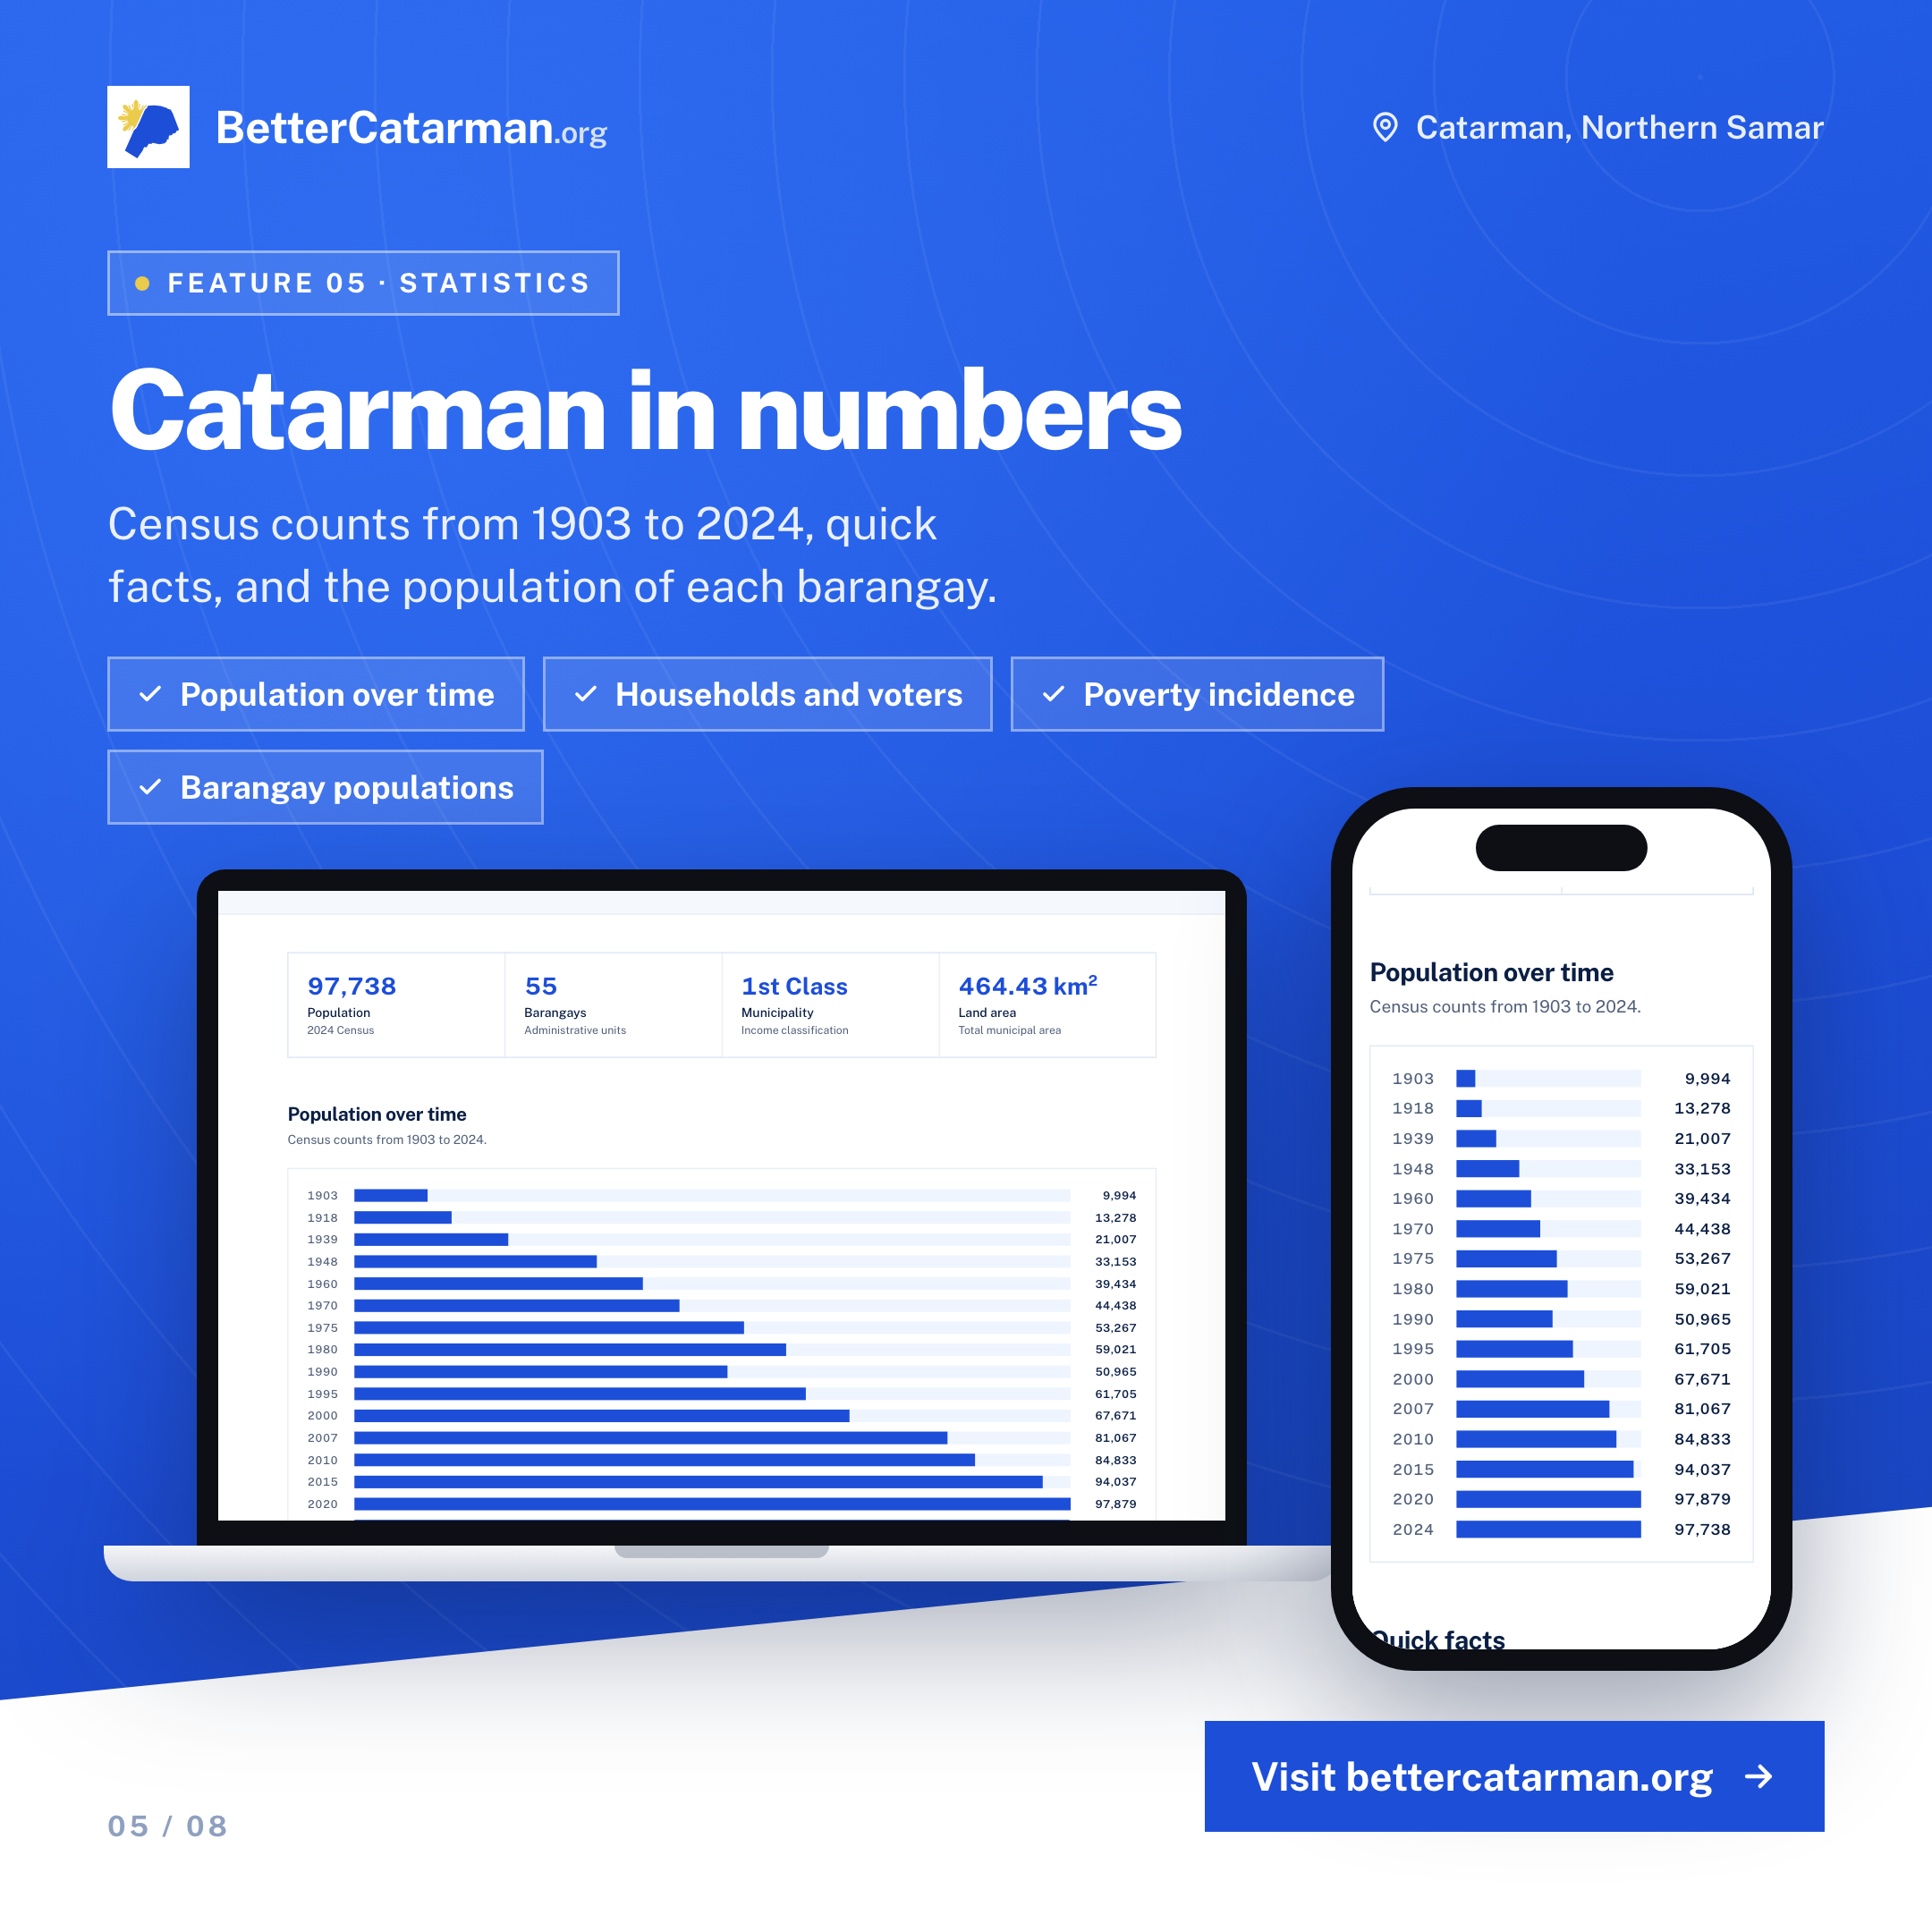 BetterCatarman.org
Catarman, Northern Samar
FEATURE 05 · STATISTICS
Catarman in numbers
Census counts from 1903 to 2024, quick
facts, and the population of each barangay.
Population over time
Households and voters
Poverty incidence
Barangay populations
97,738
Population
2024 Census
55
Barangays
Administrative units
1st Class
Municipality
Income classification
464.43 km²
Land area
Total municipal area
Population over time
Census counts from 1903 to 2024.
1903 9,994
1918 13,278
1939 21,007
1948 33,153
1960 39,434
1970 44,438
1975 53,267
1980 59,021
1990 50,965
1995 61,705
2000 67,671
2007 81,067
2010 84,833
2015 94,037
2020 97,879
Population over time
Census counts from 1903 to 2024.
1903 9,994
1918 13,278
1939 21,007
1948 33,153
1960 39,434
1970 44,438
1975 53,267
1980 59,021
1990 50,965
1995 61,705
2000 67,671
2007 81,067
2010 84,833
2015 94,037
2020 97,879
2024 97,738
Quick facts
Visit bettercatarman.org
05 / 08